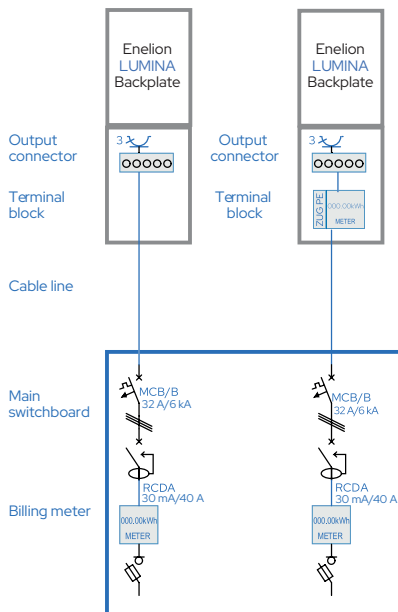 Enelion
LUMINA
Backplate
Enelion
LUMINA
Backplate
Output
connector
3
Output
connector
3
Terminal
block
Terminal
block
ZUG PE
000.00kWh
METER
Cable line
Main
switchboard
MCB/B
32 A/6 kA
MCB/B
32 A/6 kA
RCDA
30 mA/40 A
RCDA
30 mA/40 A
Billing meter
000.00kWh
METER
000.00kWh
METER